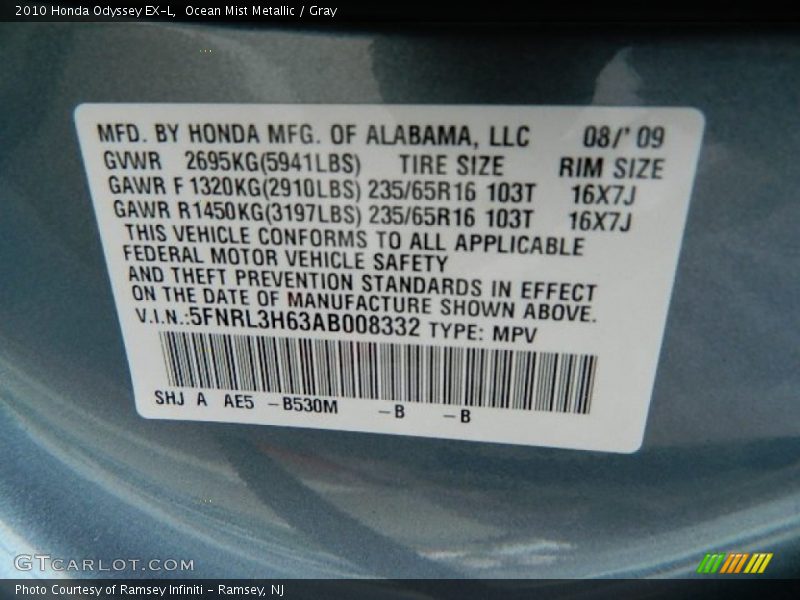 2010 Honda Odyssey EX-L,  Ocean Mist Metallic / Gray
MFD. BY HONDA MFG. OF ALABAMA, LLC 08/'09
GVWR 2695KG(5941LBS) TIRE SIZE RIM SIZE
GAWR F 1320KG(2910LBS) 235/65R16 103T 16X7J
GAWR R1450KG(3197LBS) 235/65R16 103T 16X7J
THIS VEHICLE CONFORMS TO ALL APPLICABLE
FEDERAL MOTOR VEHICLE SAFETY
AND THEFT PREVENTION STANDARDS IN EFFECT
ON THE DATE OF MANUFACTURE SHOWN ABOVE.
V.I.N.:5FNRL3H63AB008332 TYPE: MPV
SHJ A AE5 -B530M -B -B
GTCARLOT.COM
Photo Courtesy of Ramsey Infiniti - Ramsey, NJ